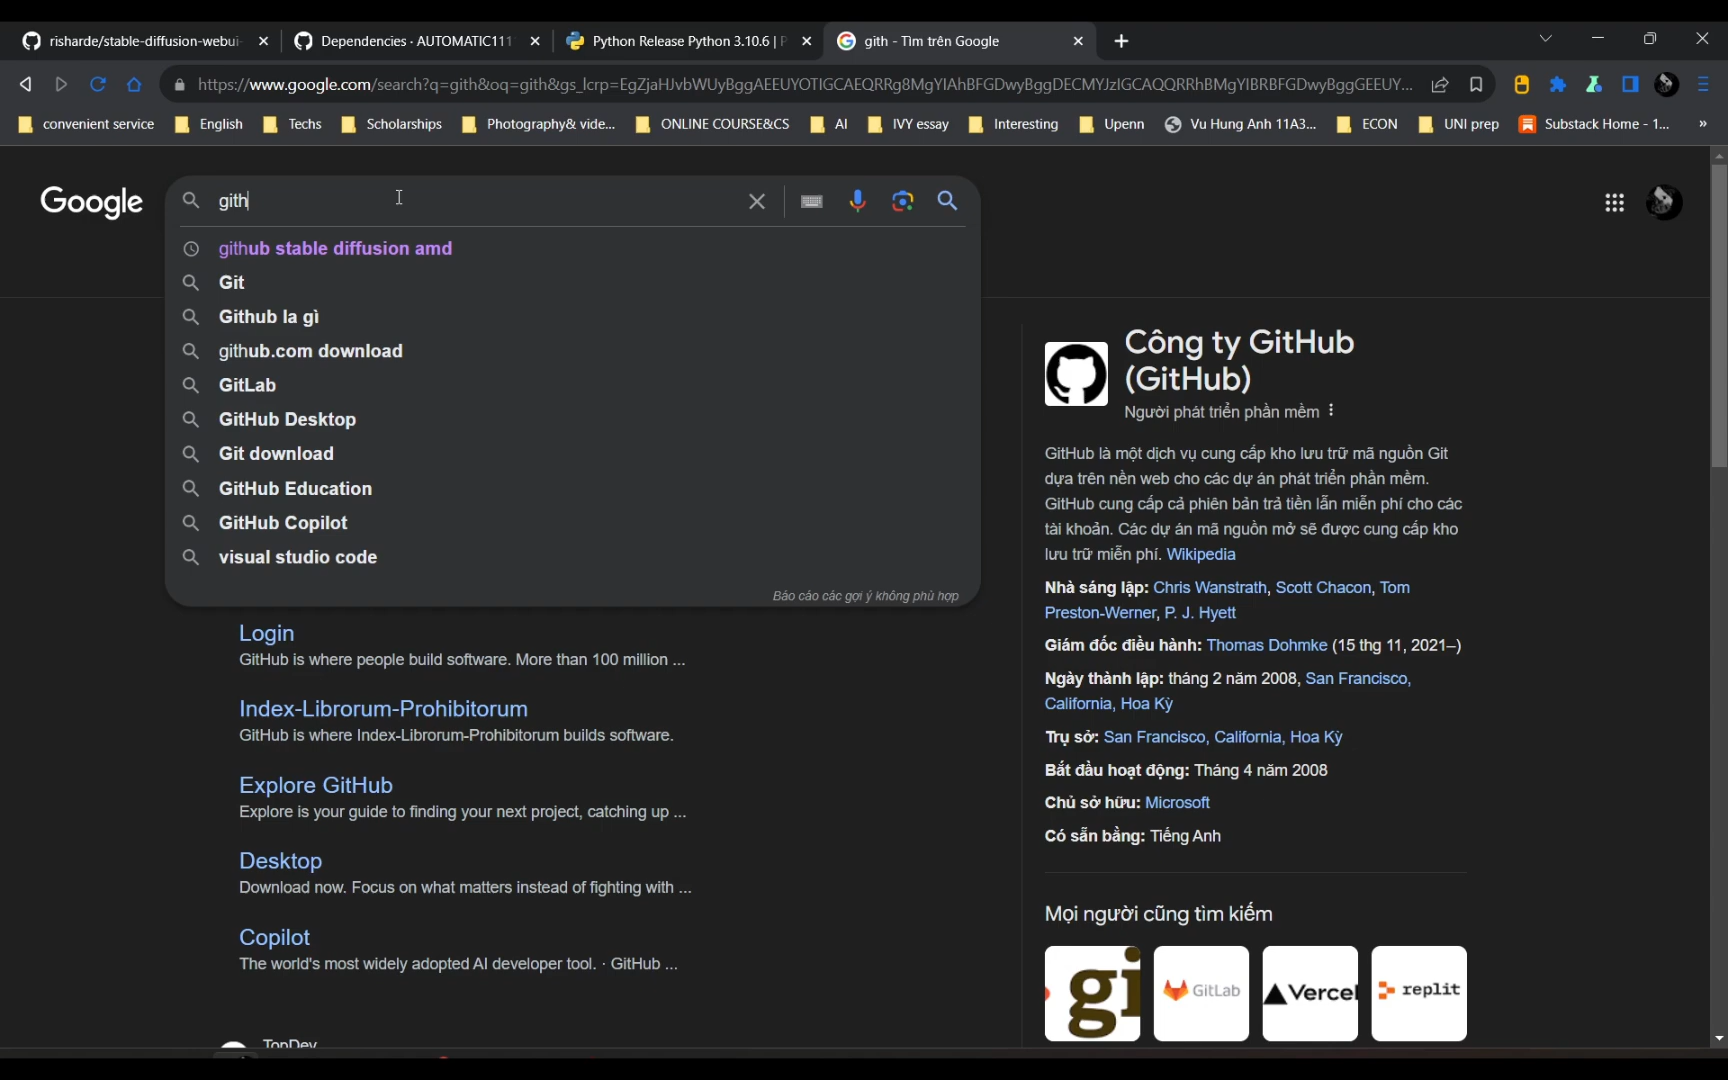 risharde/stable-diffusion-webui-
Dependencies · AUTOMATIC111
Python Release Python 3.10.6 | P
gith - Tìm trên Google
https://www.google.com/search?q=gith&oq=gith&gs_lcrp=EgZjaHJvbWUyBggAEEUYOTIGCAEQRRg8MgYIAhBFGDwyBggDECMYJzIGCAQQRRhBMgYIBRBFGDwyBggGEEUY...
convenient service
English
Techs
Scholarships
Photography& vide...
ONLINE COURSE&CS
AI
IVY essay
Interesting
Upenn
Vu Hung Anh 11A3...
ECON
UNI prep
Substack Home - 1...
»
Google
gith
github stable diffusion amd
Git
Github la gì
github.com download
GitLab
GitHub Desktop
Git download
GitHub Education
GitHub Copilot
visual studio code
Báo cáo các gợi ý không phù hợp
Login
GitHub is where people build software. More than 100 million ...
Index-Librorum-Prohibitorum
GitHub is where Index-Librorum-Prohibitorum builds software.
Explore GitHub
Explore is your guide to finding your next project, catching up ...
Desktop
Download now. Focus on what matters instead of fighting with ...
Copilot
The world's most widely adopted AI developer tool. · GitHub ...
TopDev
Công ty GitHub
(GitHub)
Người phát triển phần mềm
GitHub là một dịch vụ cung cấp kho lưu trữ mã nguồn Git
dựa trên nền web cho các dự án phát triển phần mềm.
GitHub cung cấp cả phiên bản trả tiền lẫn miễn phí cho các
tài khoản. Các dự án mã nguồn mở sẽ được cung cấp kho
lưu trữ miễn phí. Wikipedia
Nhà sáng lập: Chris Wanstrath, Scott Chacon, Tom
Preston-Werner, P. J. Hyett
Giám đốc điều hành: Thomas Dohmke (15 thg 11, 2021–)
Ngày thành lập: tháng 2 năm 2008, San Francisco,
California, Hoa Kỳ
Trụ sở: San Francisco, California, Hoa Kỳ
Bắt đầu hoạt động: Tháng 4 năm 2008
Chủ sở hữu: Microsoft
Có sẵn bằng: Tiếng Anh
Mọi người cũng tìm kiếm
gi
GitLab
Vercel
replit